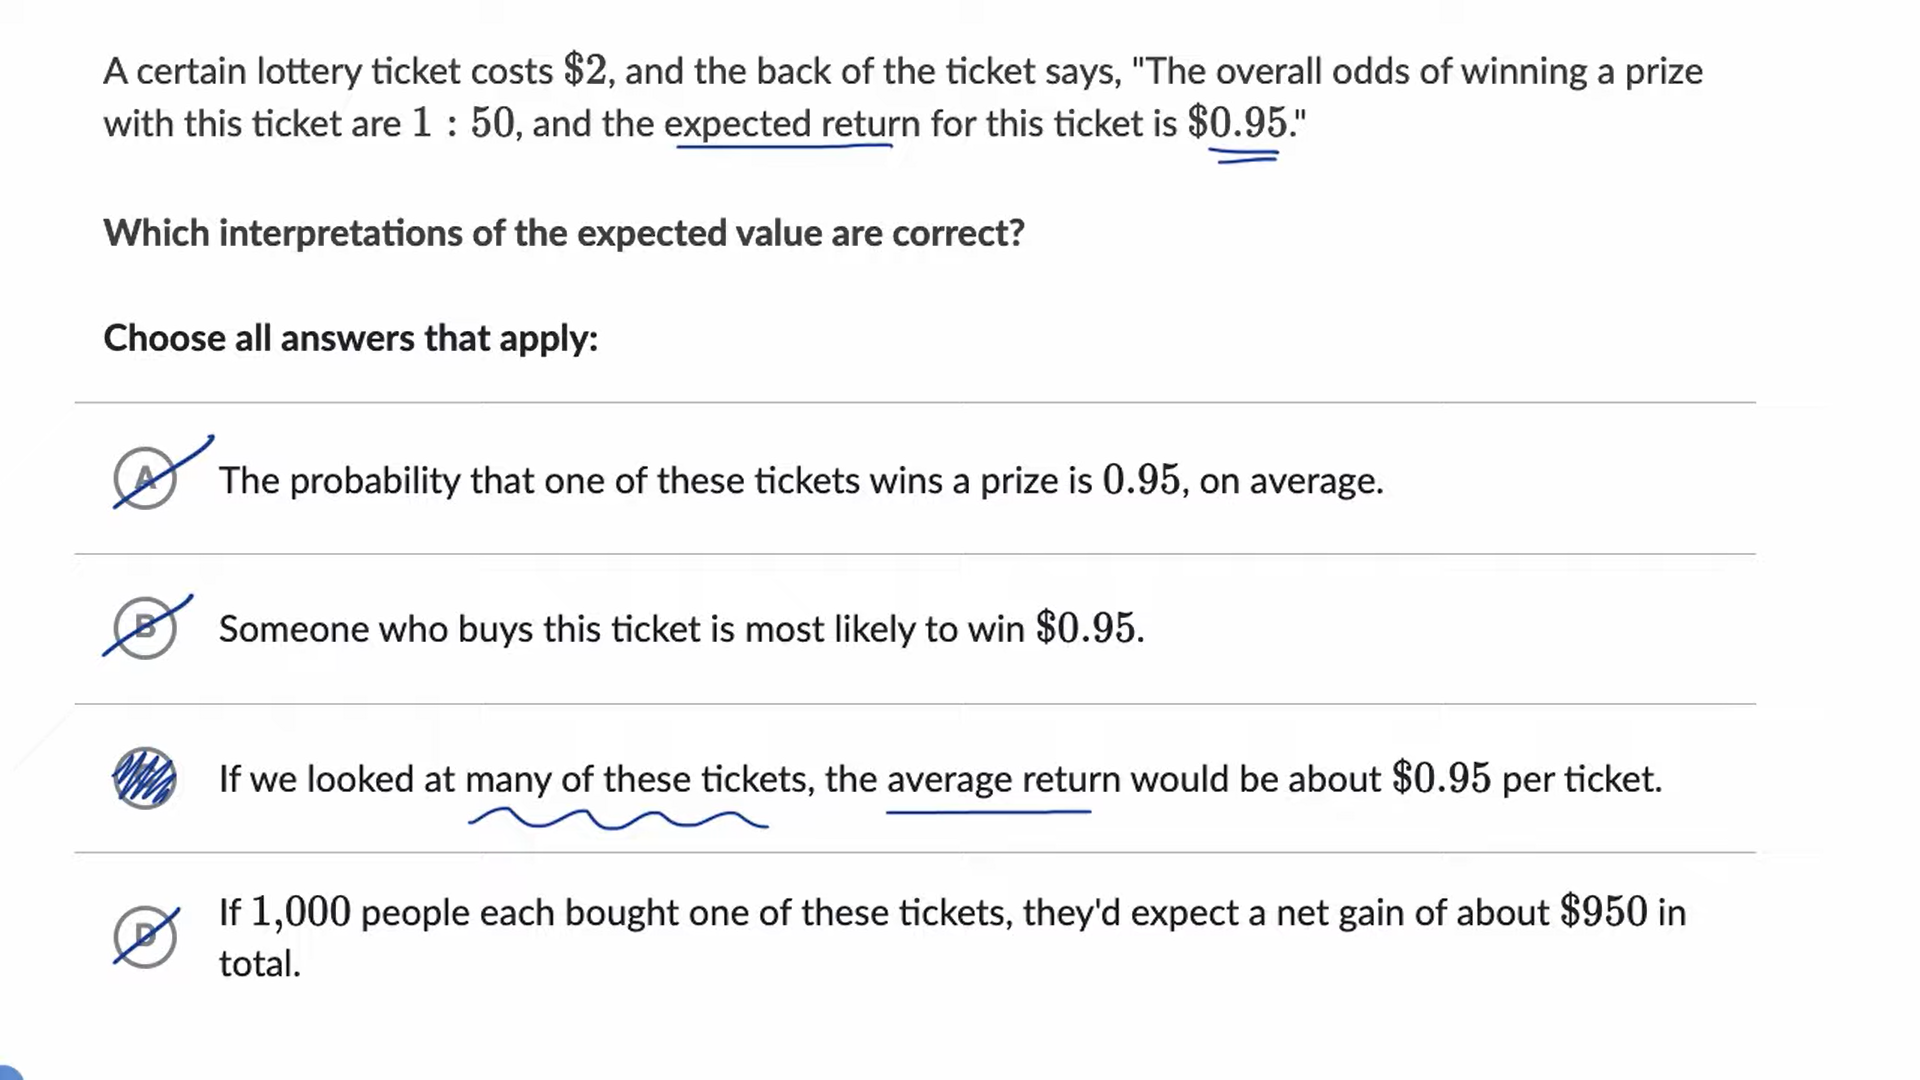 A certain lottery ticket costs $2, and the back of the ticket says, "The overall odds of winning a prize
with this ticket are 1 : 50, and the expected return for this ticket is $0.95."
Which interpretations of the expected value are correct?
Choose all answers that apply:
A The probability that one of these tickets wins a prize is 0.95, on average.
B Someone who buys this ticket is most likely to win $0.95.
If we looked at many of these tickets, the average return would be about $0.95 per ticket.
D If 1,000 people each bought one of these tickets, they'd expect a net gain of about $950 in
total.